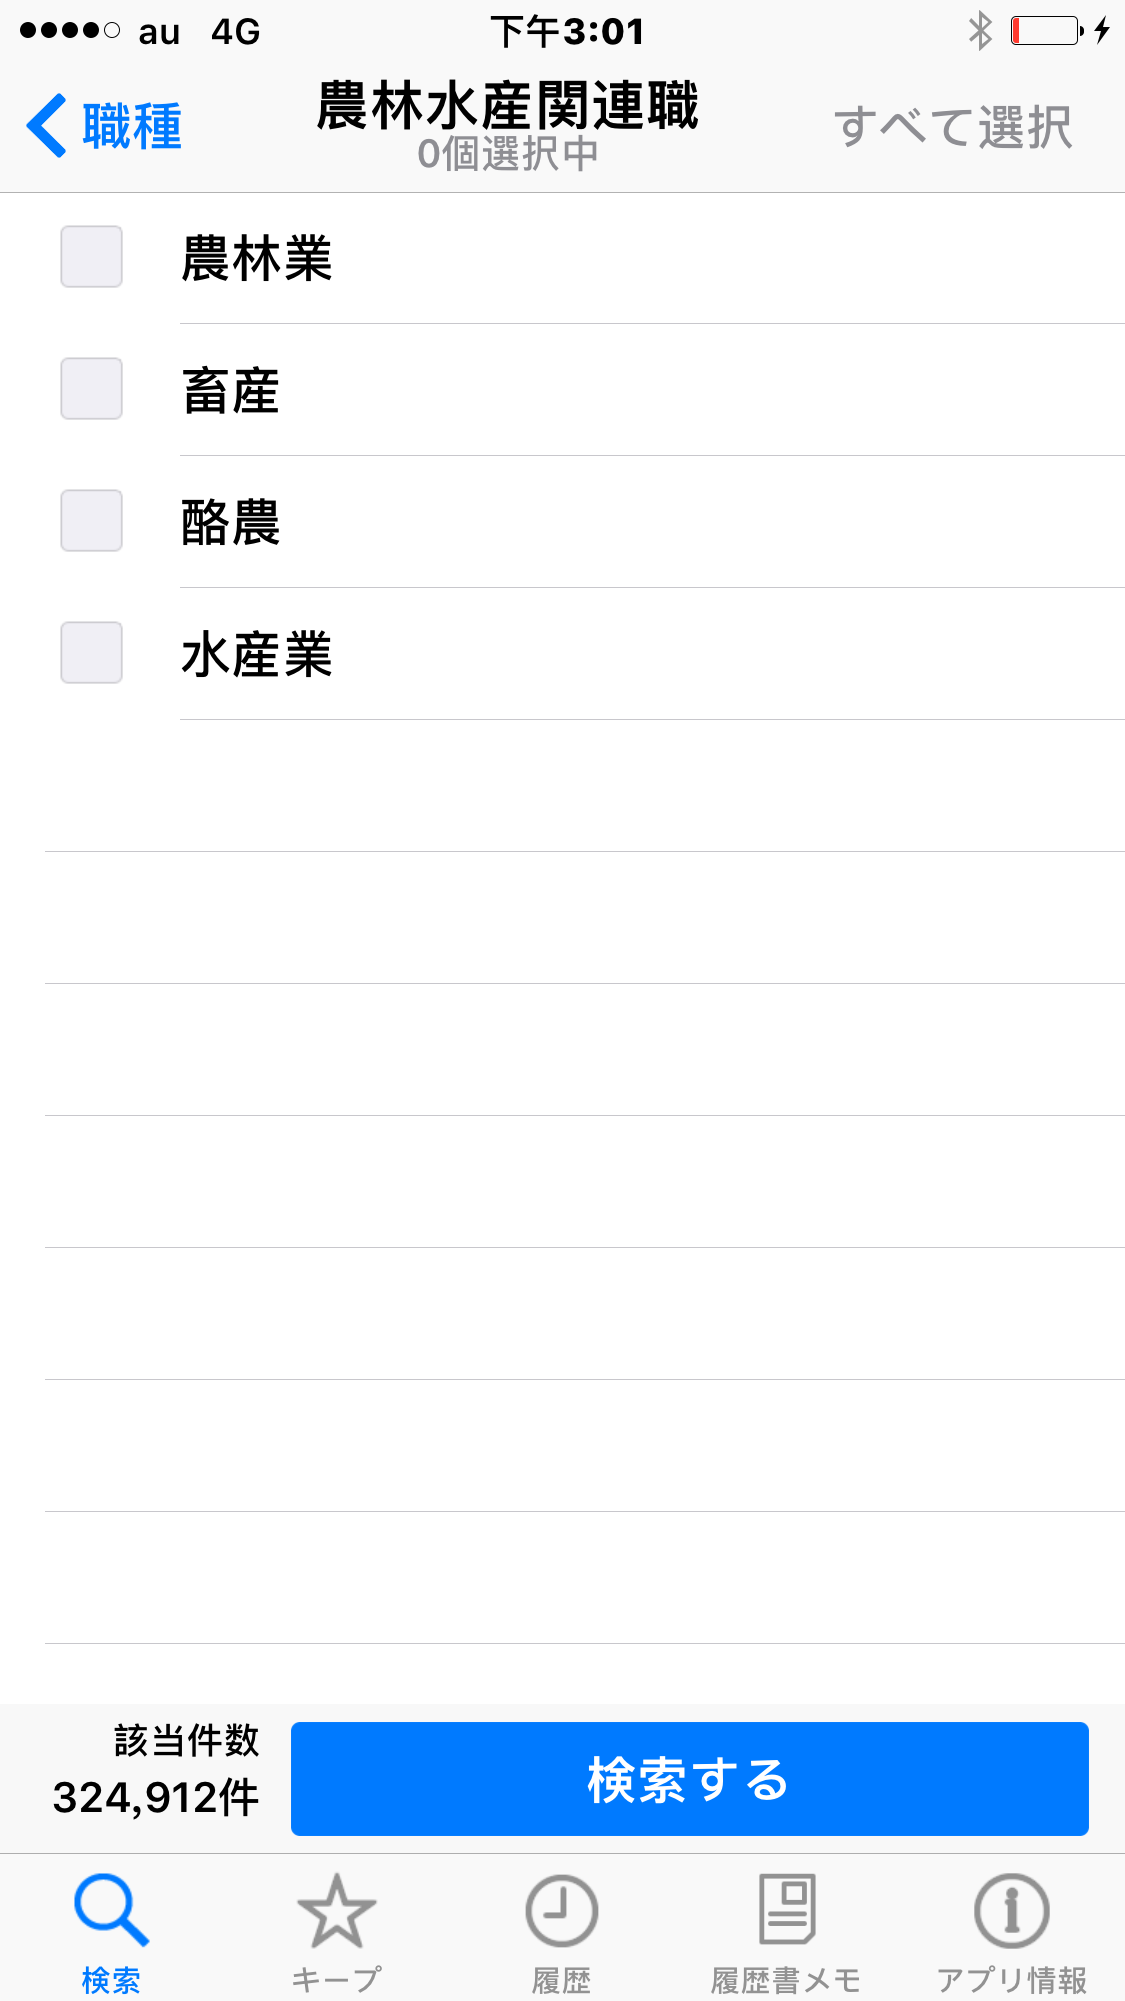 au 4G 下午3:01
職種 農林水産関連職 すべて選択
0個選択中
農林業
畜産
酪農
水産業
該当件数
324,912件
検索する
検索 キープ 履歴 履歴書メモ アプリ情報